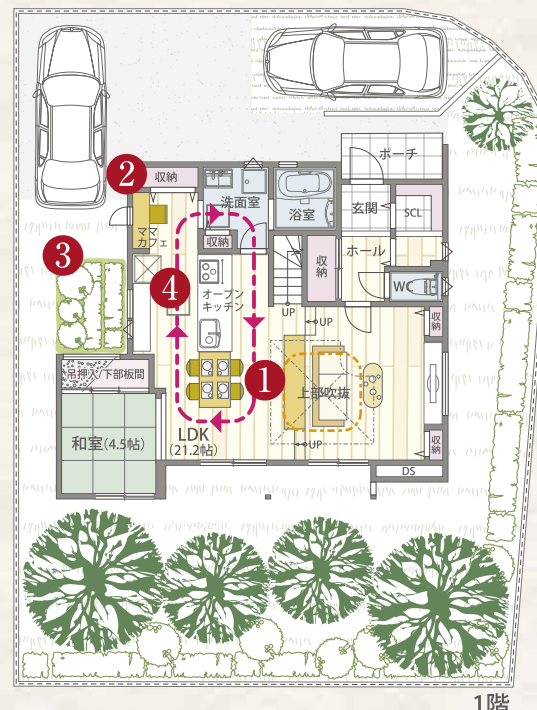 ポーチ
2
収納
洗面室
浴室
玄関
SCL
ママ
カフェ
収納
収納
ホール
3
4
オープン
キッチン
WC
UP
UP
収納
吊押入/下部板間
1
上部吹抜
和室(4.5帖)
LDK
(21.2帖)
UP
収納
DS
1階